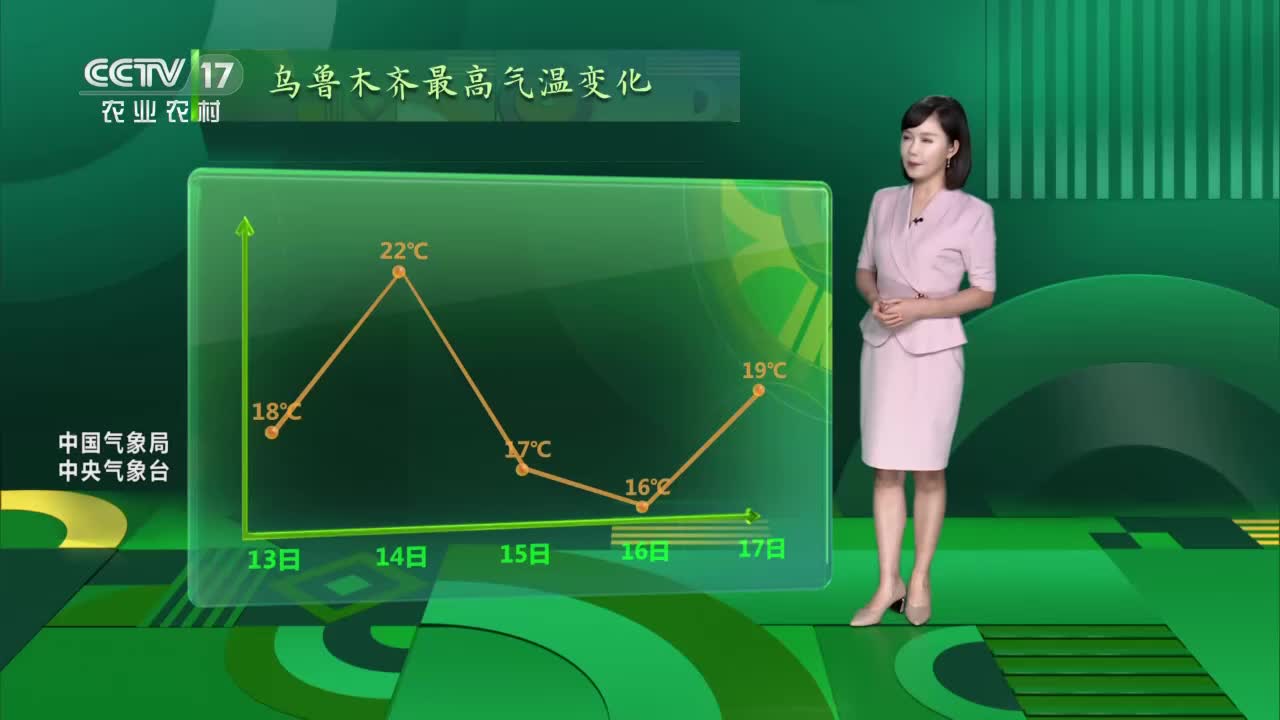 CCTV 17
农业农村
乌鲁木齐最高气温变化
22℃
19℃
18℃
17℃
16℃
13日 14日 15日 16日 17日
中国气象局
中央气象台